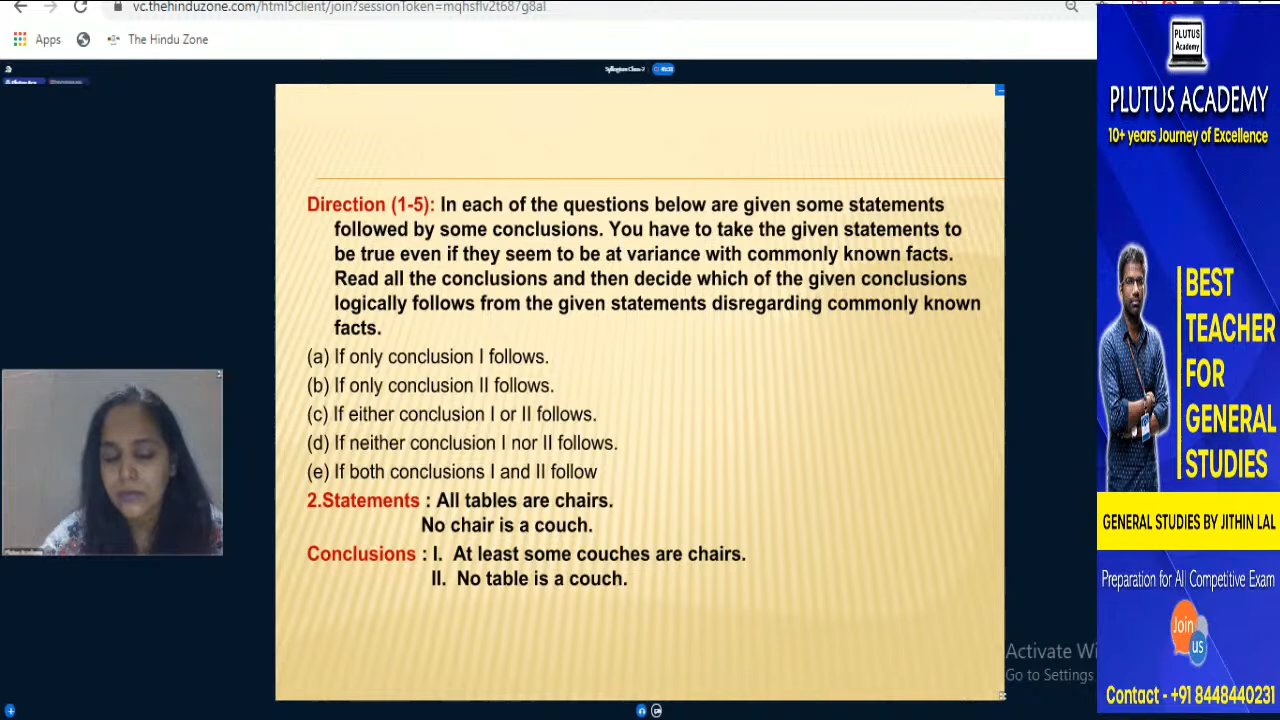 vc.thehinduzone.com/html5client/join?sessionToken=mqhsflv2t687g8al
Apps
The Hindu Zone
Syllogism Class-2
Direction (1-5): In each of the questions below are given some statements
followed by some conclusions. You have to take the given statements to
be true even if they seem to be at variance with commonly known facts.
Read all the conclusions and then decide which of the given conclusions
logically follows from the given statements disregarding commonly known
facts.
(a) If only conclusion I follows.
(b) If only conclusion II follows.
(c) If either conclusion I or II follows.
(d) If neither conclusion I nor II follows.
(e) If both conclusions I and II follow
2.Statements : All tables are chairs.
No chair is a couch.
Conclusions : I. At least some couches are chairs.
II. No table is a couch.
Plutus Academy
Activate Wi
Go to Settings
PLUTUS
Academy
PLUTUS ACADEMY
10+ years Journey of Excellence
BEST
TEACHER
FOR
GENERAL
STUDIES
GENERAL STUDIES BY JITHIN LAL
Preparation for All Competitive Exam
Join
us
Contact - +91 8448440231